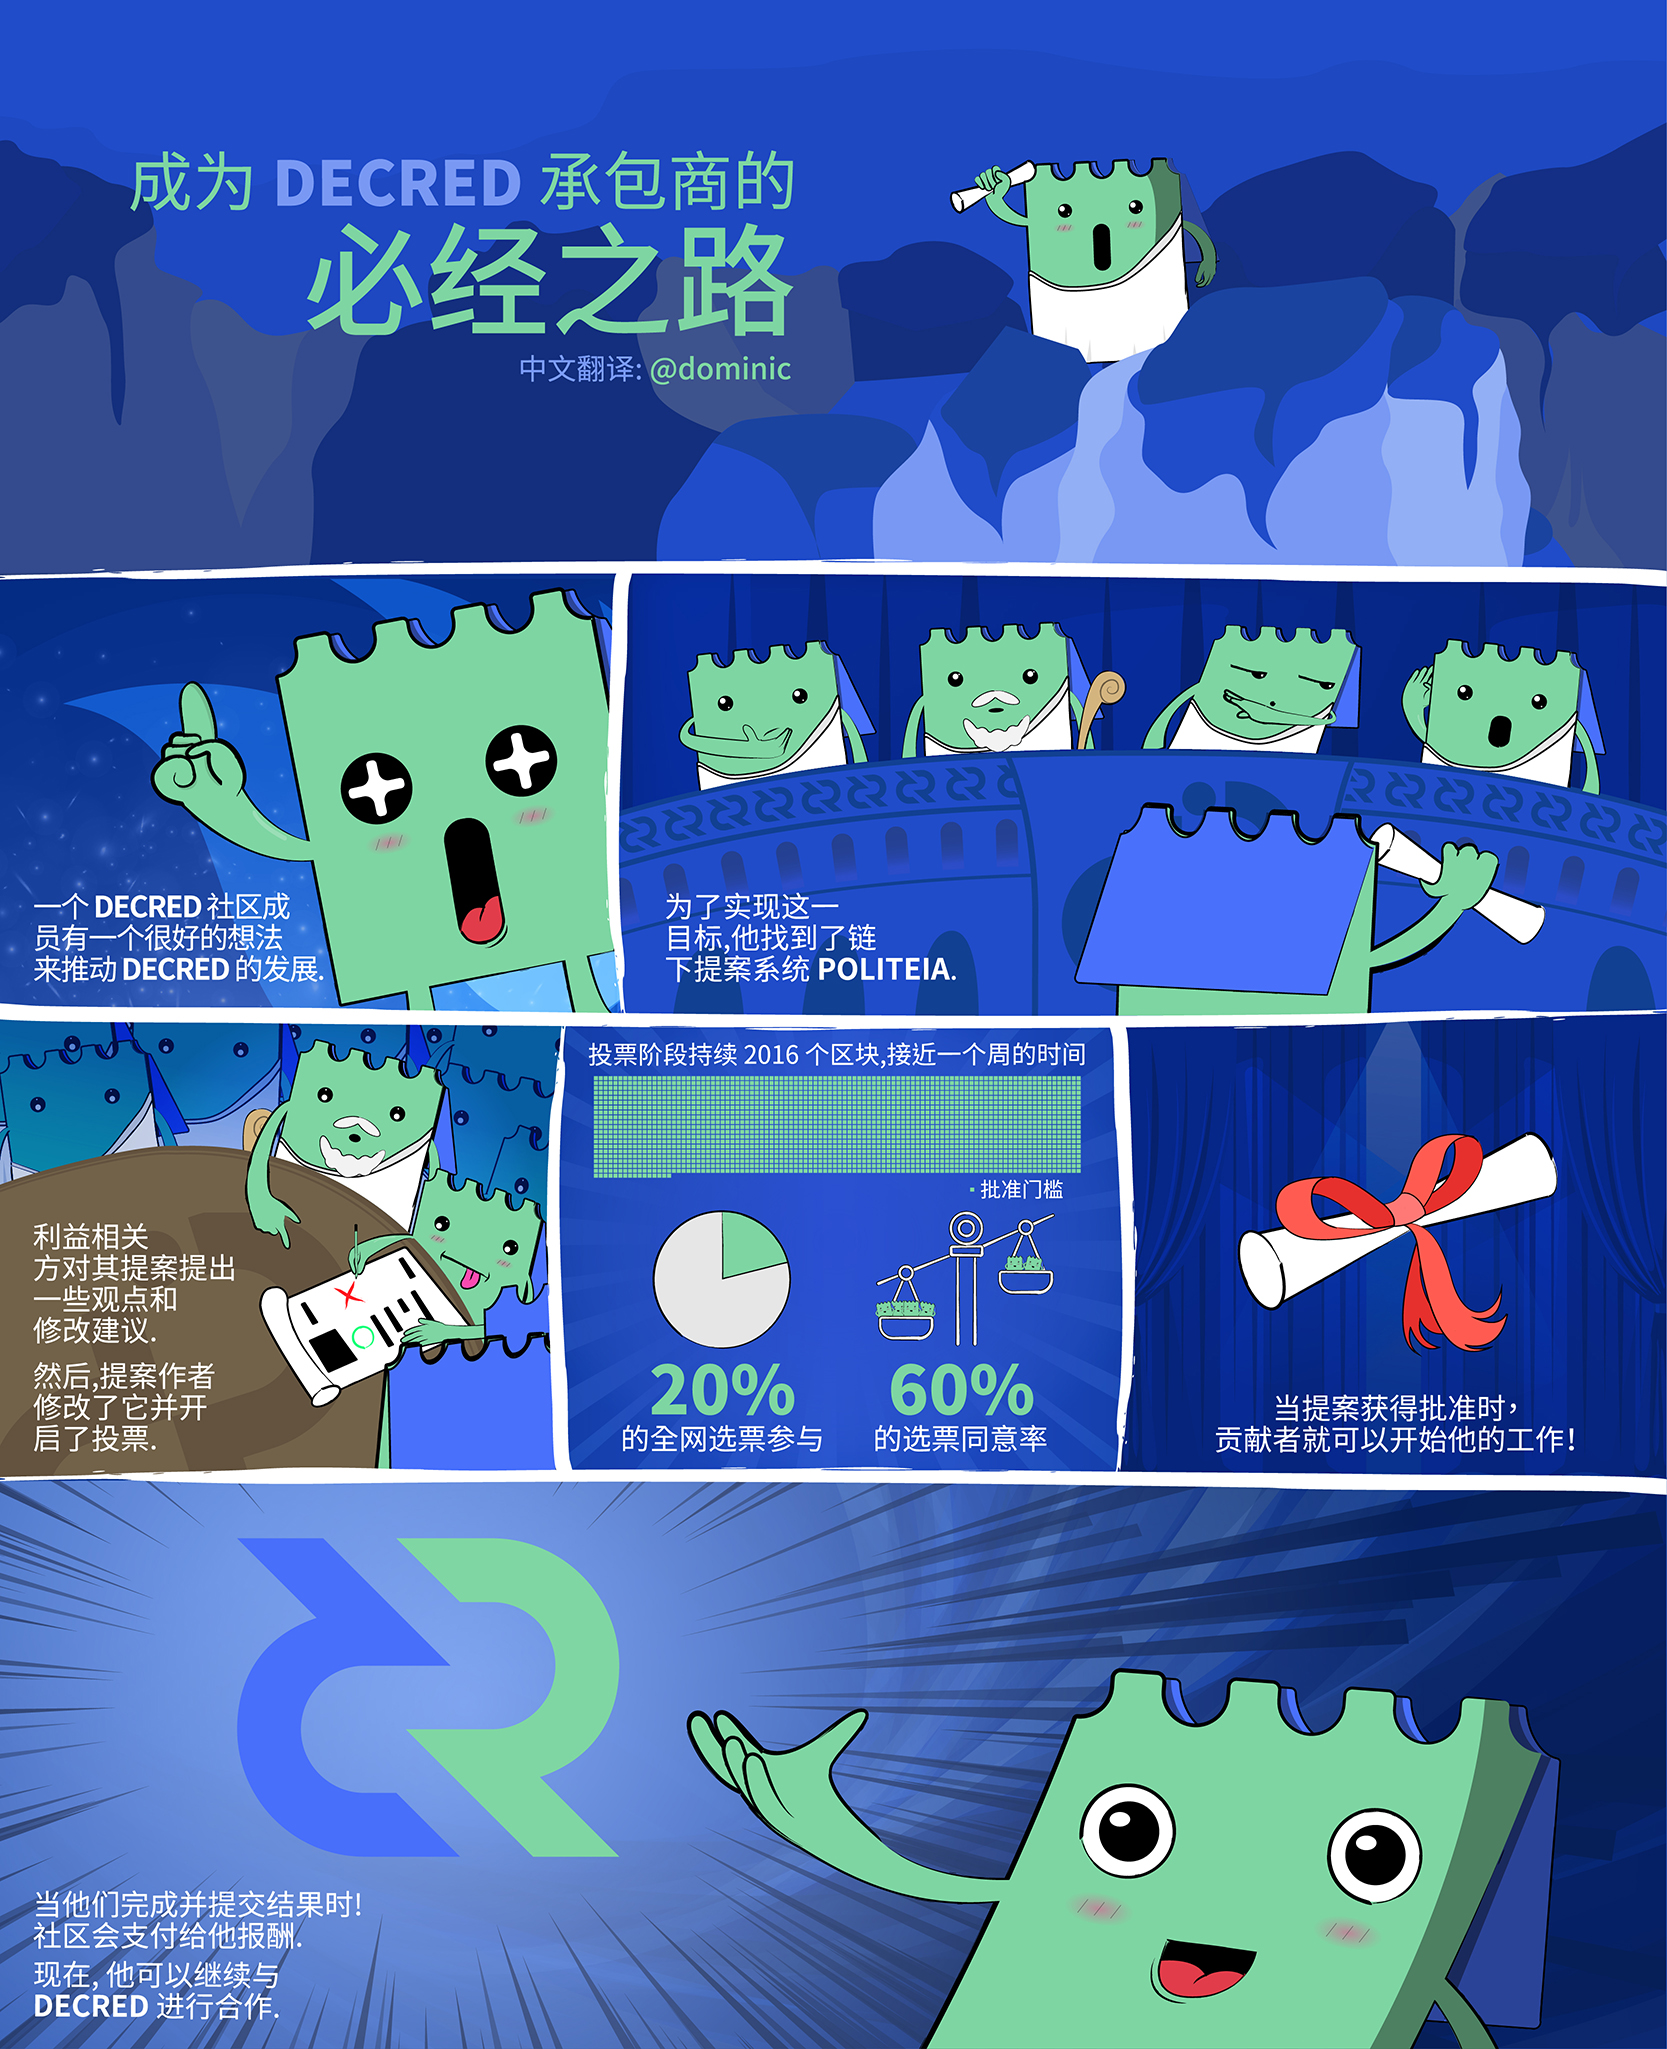 成为 DECRED 承包商的
必经之路
中文翻译: @dominic
一个 DECRED 社区成
员有一个很好的想法
来推动 DECRED 的发展.
为了实现这一
目标,他找到了链
下提案系统 POLITEIA.
利益相关
方对其提案提出
一些观点和
修改建议.
然后,提案作者
修改了它并开
启了投票.
投票阶段持续 2016 个区块,接近一个周的时间
批准门槛
20%
的全网选票参与
60%
的选票同意率
当提案获得批准时，
贡献者就可以开始他的工作！
当他们完成并提交结果时!
社区会支付给他报酬.
现在, 他可以继续与
DECRED 进行合作.